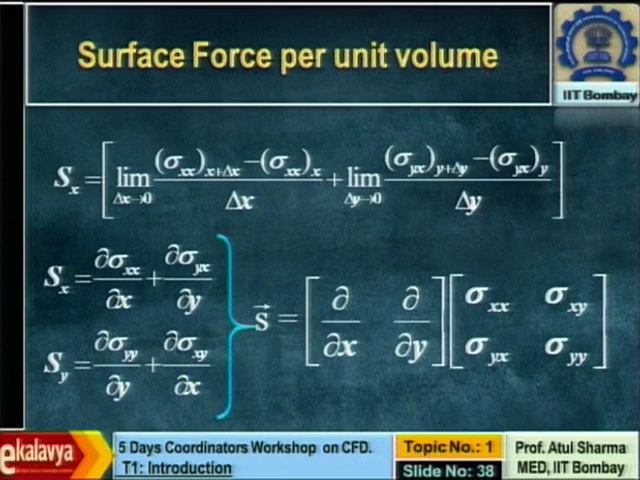 Surface Force per unit volume
IIT Bombay
S_x = [ lim_{Δx→0} ((σ_xx)_{x+Δx} − (σ_xx)_x) / Δx + lim_{Δy→0} ((σ_yx)_{y+Δy} − (σ_yx)_y) / Δy ]
S_x = ∂σ_xx/∂x + ∂σ_yx/∂y
S_y = ∂σ_yy/∂y + ∂σ_xy/∂x
s⃗ = [ ∂/∂x ∂/∂y ] [ σ_xx σ_xy
σ_yx σ_yy ]
ekalavya
5 Days Coordinators Workshop on CFD.
T1: Introduction
Topic No.: 1
Slide No: 38
Prof. Atul Sharma
MED, IIT Bombay